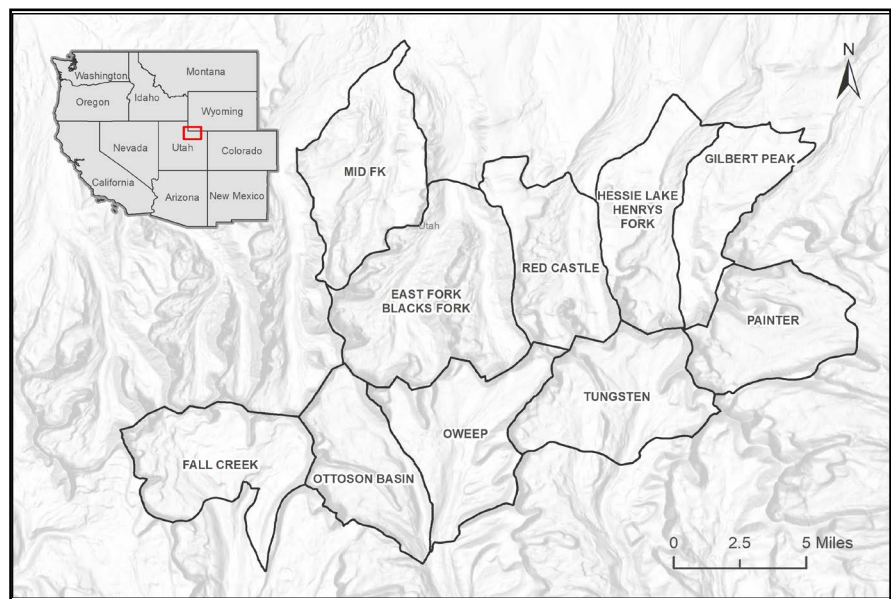 Washington
Montana
Oregon
Idaho
Wyoming
Nevada
Utah
Colorado
California
Arizona
New Mexico
N
MID FK
GILBERT PEAK
HESSIE LAKE
HENRYS
FORK
Utah
RED CASTLE
EAST FORK
BLACKS FORK
PAINTER
TUNGSTEN
OWEEP
FALL CREEK
OTTOSON BASIN
0 2.5 5 Miles